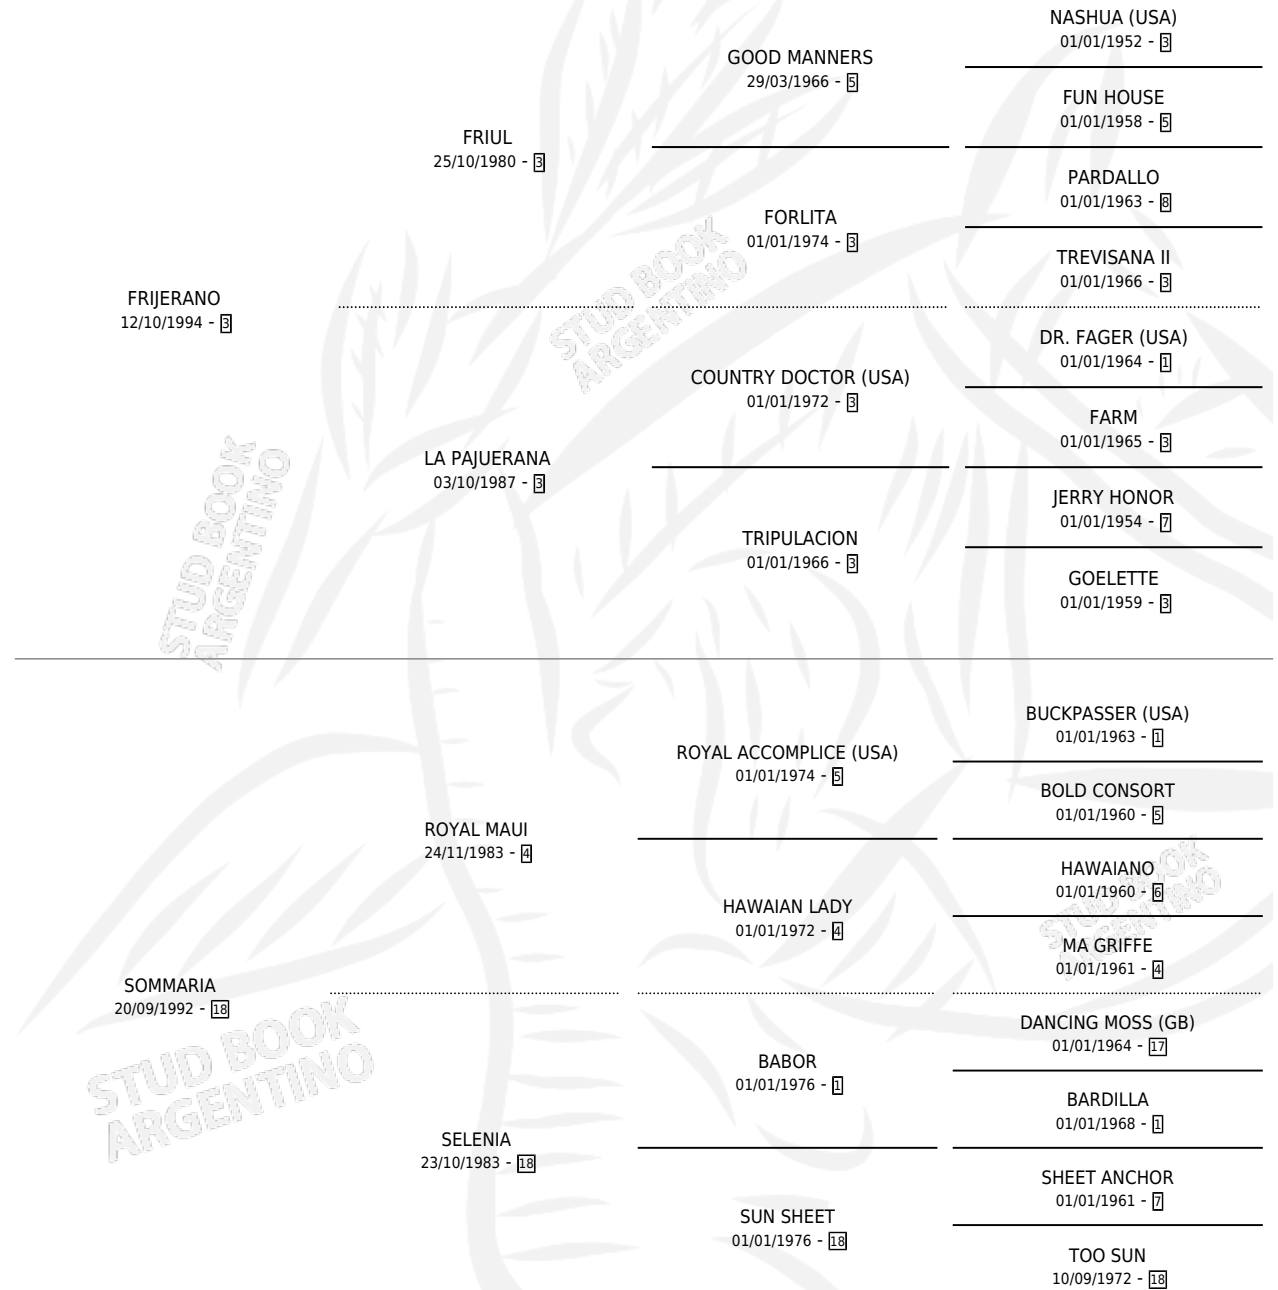 NASHUA (USA)
01/01/1952 - 3
GOOD MANNERS
29/03/1966 - 5
FUN HOUSE
01/01/1958 - 5
FRIUL
25/10/1980 - 3
PARDALLO
01/01/1963 - 8
FORLITA
01/01/1974 - 3
TREVISANA II
01/01/1966 - 3
FRIJERANO
12/10/1994 - 3
STUD BOOK
ARGENTINO
DR. FAGER (USA)
01/01/1964 - 1
COUNTRY DOCTOR (USA)
01/01/1972 - 3
FARM
01/01/1965 - 3
LA PAJUERANA
03/10/1987 - 3
JERRY HONOR
01/01/1954 - 7
TRIPULACION
01/01/1966 - 3
GOELETTE
01/01/1959 - 3
STUD BOOK
ARGENTINO
BUCKPASSER (USA)
01/01/1963 - 1
ROYAL ACCOMPLICE (USA)
01/01/1974 - 5
BOLD CONSORT
01/01/1960 - 5
ROYAL MAUI
24/11/1983 - 4
HAWAIANO
01/01/1960 - 6
HAWAIAN LADY
01/01/1972 - 4
STUD BOOK
ARGENTINO
MA GRIFFE
01/01/1961 - 4
SOMMARIA
20/09/1992 - 18
DANCING MOSS (GB)
01/01/1964 - 17
BABOR
01/01/1976 - 1
BARDILLA
01/01/1968 - 1
STUD BOOK
ARGENTINO
SELENIA
23/10/1983 - 18
SHEET ANCHOR
01/01/1961 - 7
SUN SHEET
01/01/1976 - 18
TOO SUN
10/09/1972 - 18